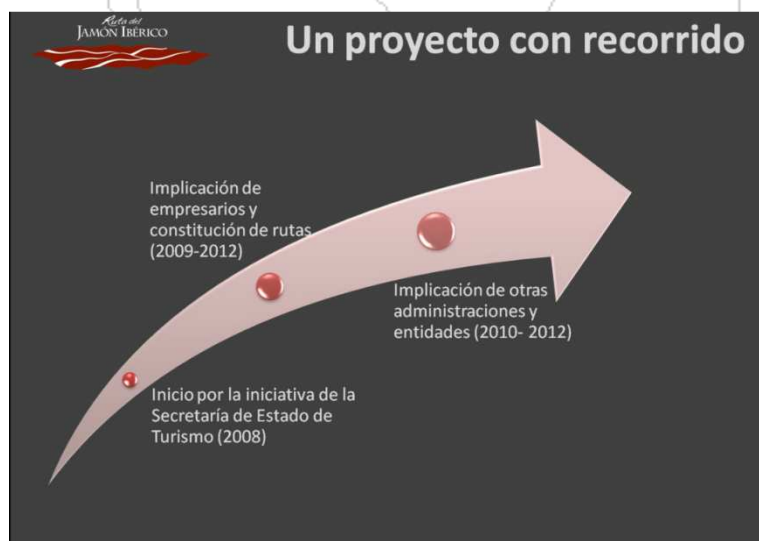 Ruta del
JAMÓN IBÉRICO
Un proyecto con recorrido
Implicación de
empresarios y
constitución de rutas
(2009-2012)
Implicación de otras
administraciones y
entidades (2010- 2012)
Inicio por la iniciativa de la
Secretaría de Estado de
Turismo (2008)